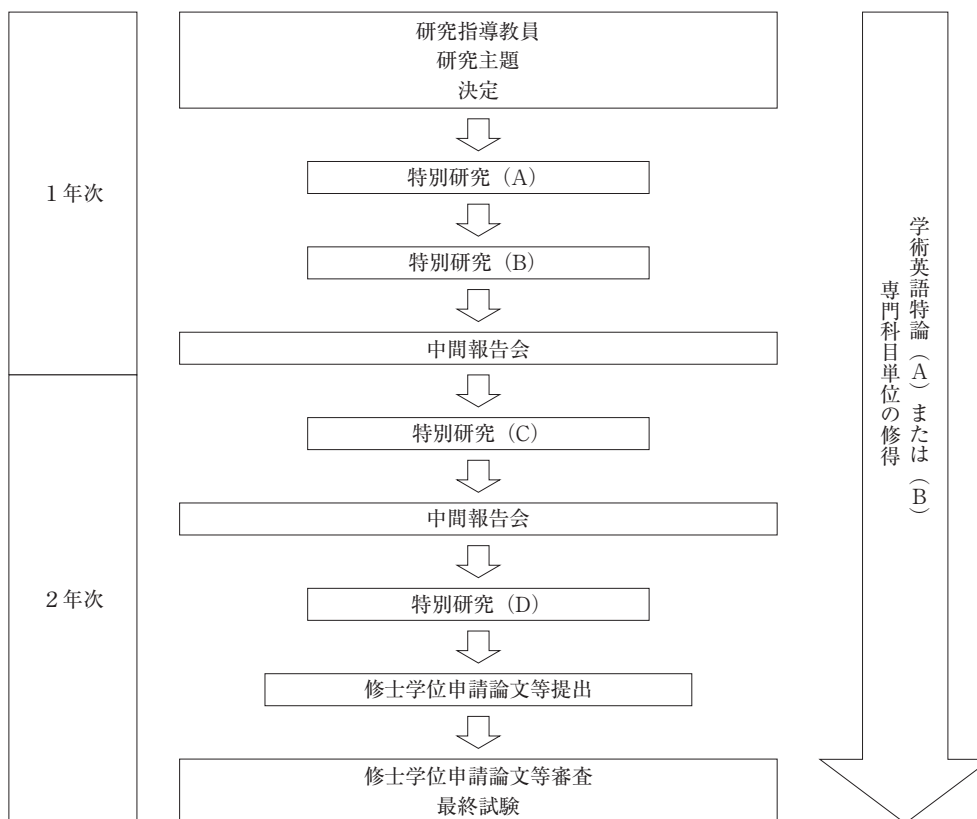 １年次
研究指導教員
研究主題
決定
特別研究（A）
特別研究（B）
中間報告会
２年次
特別研究（C）
中間報告会
特別研究（D）
修士学位申請論文等提出
修士学位申請論文等審査
最終試験
学術英語特論（A）または（B）
専門科目単位の修得